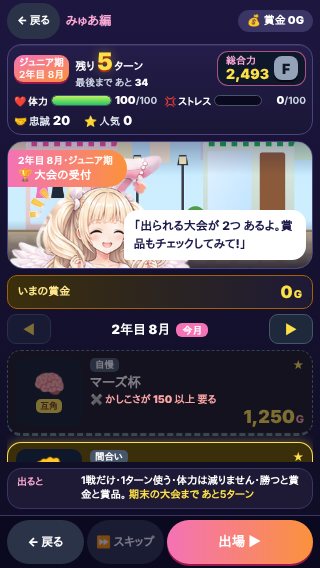 ← 戻る
みゅあ編
💰 賞金 0G
ジュニア期
2年目 8月
残り 5 ターン
最後まで あと 34
総合力
2,493
F
❤️ 体力 100/100
💢 ストレス 0/100
🤝 忠誠 20
⭐ 人気 0
2年目 8月・ジュニア期
🏆 大会の受付
「出られる大会が 2つ あるよ。賞
品もチェックしてみて!」
いまの賞金
0G
◀
2年目 8月 今月
▶
自慢
★
マーズ杯
互角
✖ かしこさが 150 以上 要る
1,250G
間合い
★
出ると
1戦だけ・1ターン使う・体力は減りません・勝つと賞
金と賞品。期末の大会まで あと5ターン
← 戻る
⏩ スキップ
出場 ▶